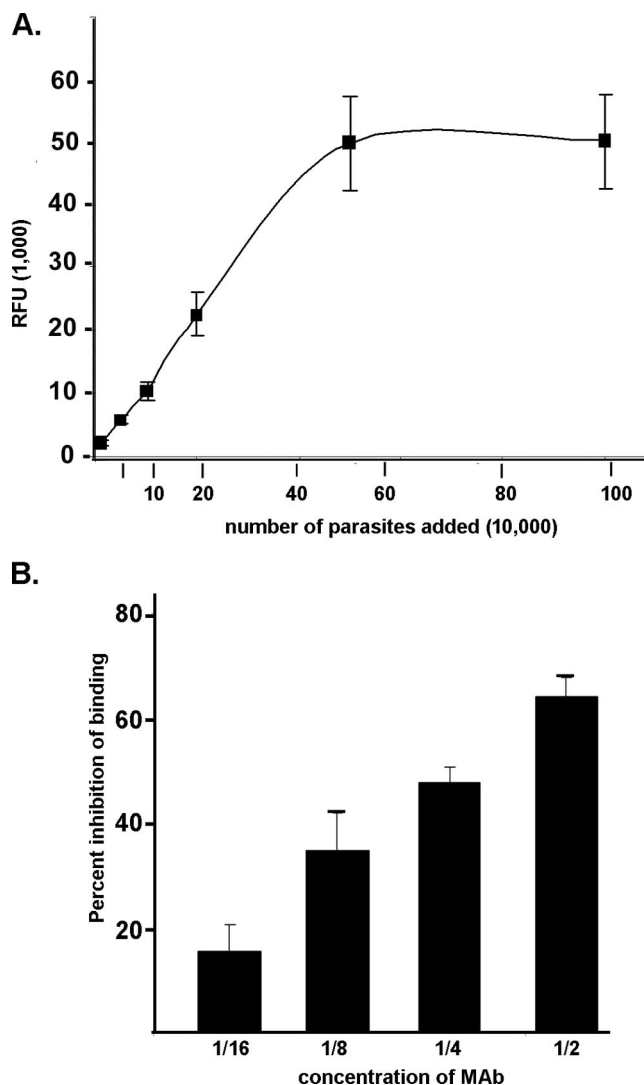 A.
60
50
40
30
20
10
0
RFU (1,000)
10 20 40 60 80 100
number of parasites added (10,000)
B.
80
60
40
20
Percent inhibition of binding
1/16 1/8 1/4 1/2
concentration of MAb